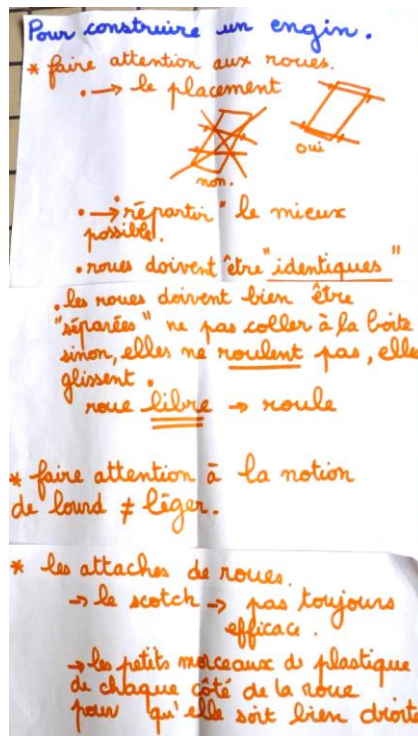 Pour construire un engin.
* faire attention aux roues.
• → le placement
oui
non.
• → "répartir" le mieux
possible.
• roues doivent être "identiques"
• les roues doivent bien être
"séparées" ne pas coller à la boîte
sinon, elles ne roulent pas, elles
glissent.
roue libre → roule
* faire attention à la notion
de lourd ≠ léger.
* les attaches de roues.
→ le scotch → pas toujours
efficace.
→ les petits morceaux de plastique
de chaque côté de la roue
pour qu'elle soit bien droite